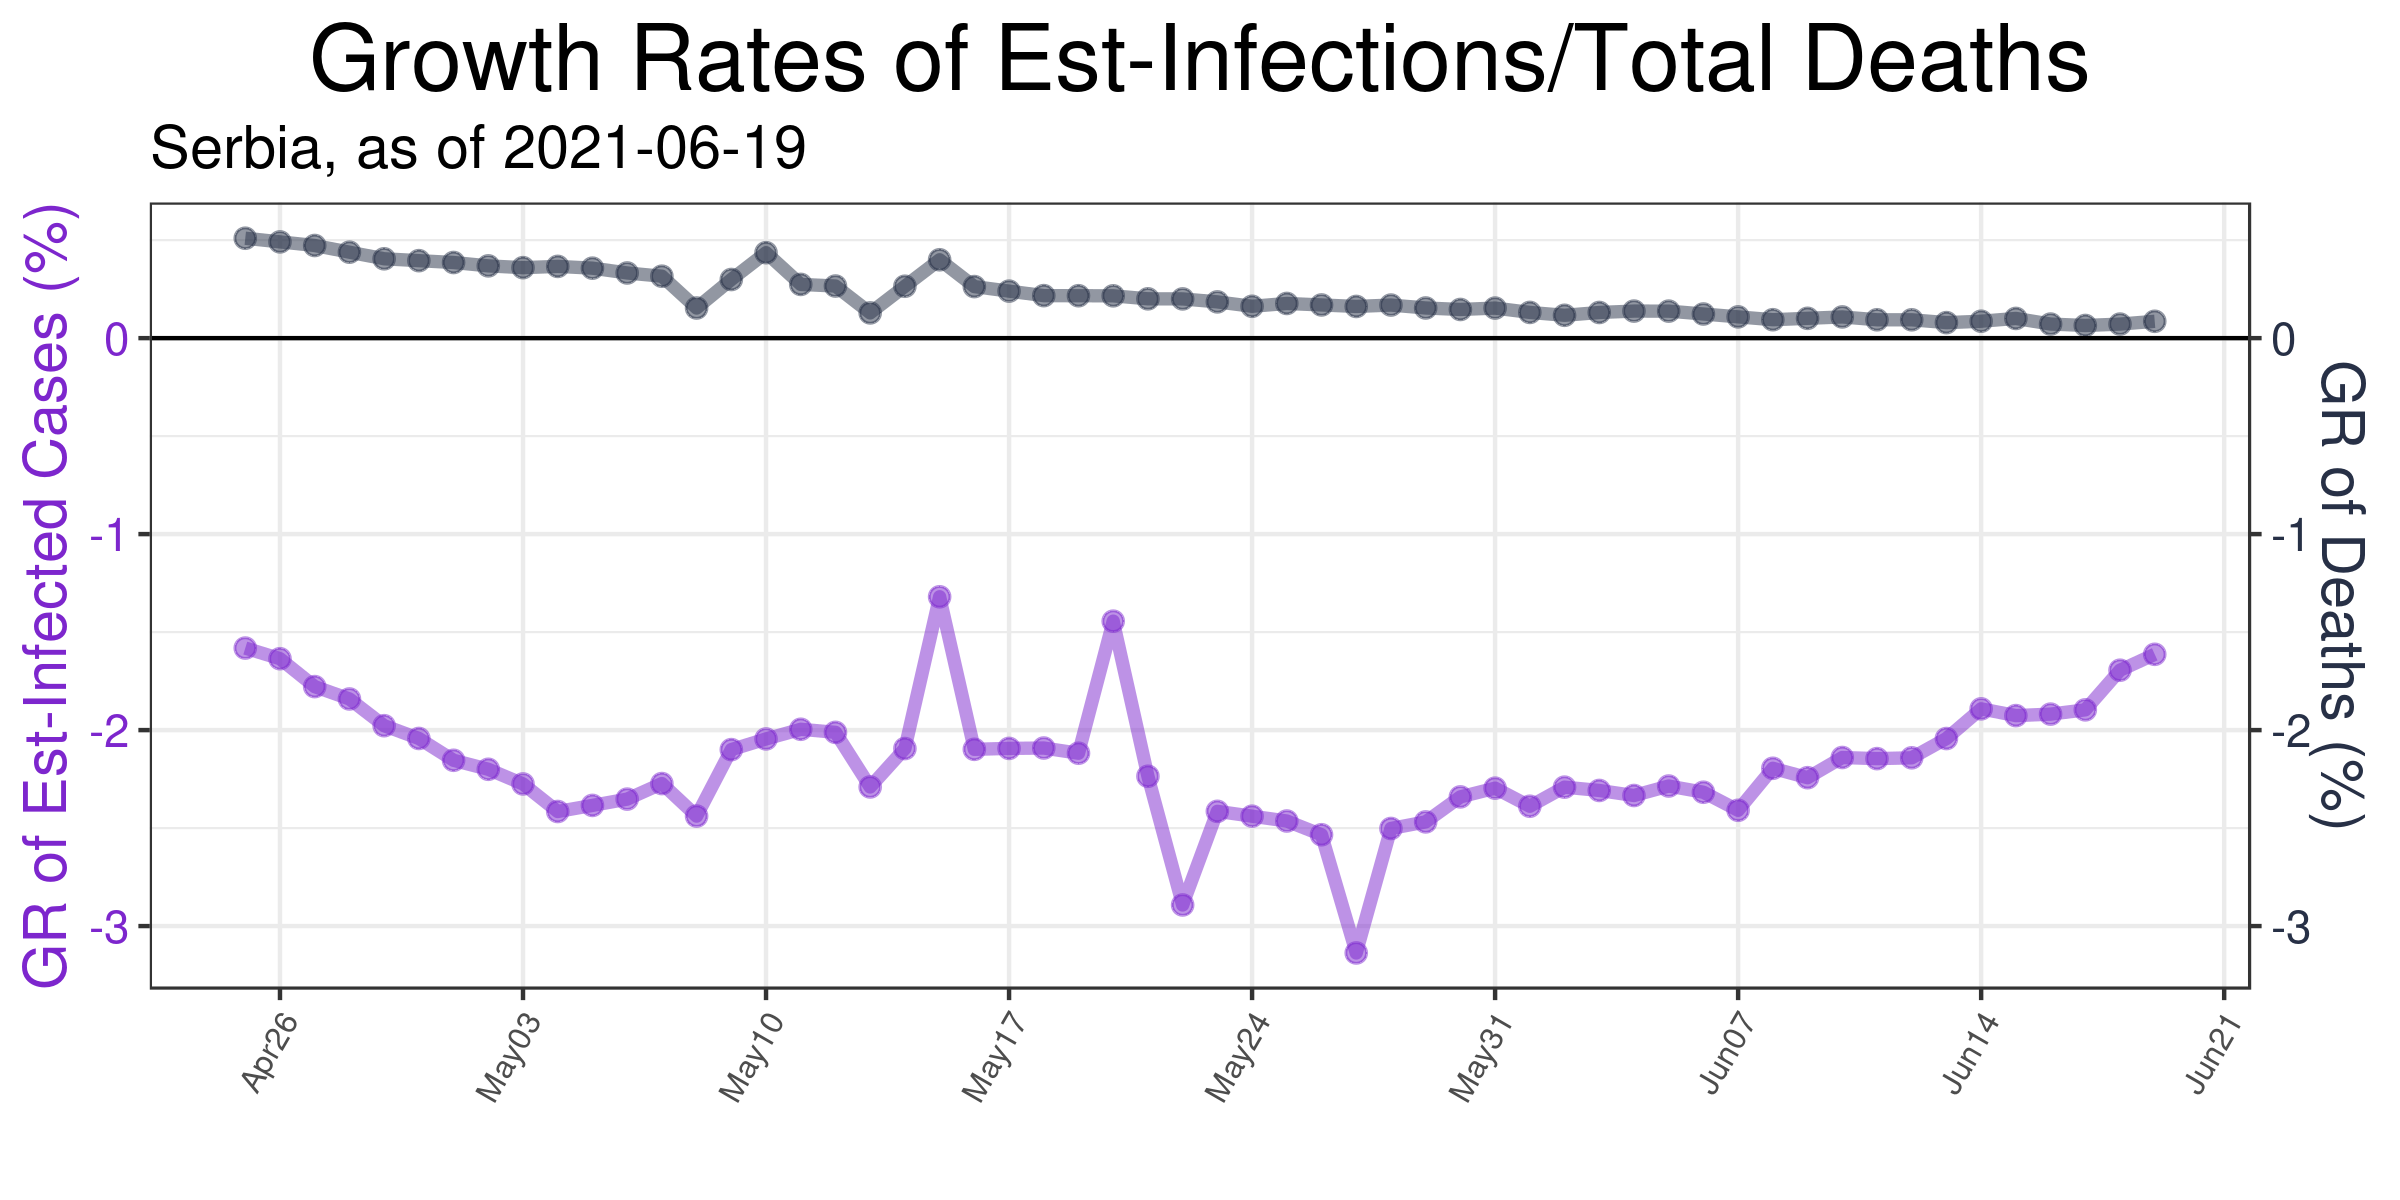 Growth Rates of Est-Infections/Total Deaths
Serbia, as of 2021-06-19
GR of Est-Infected Cases (%)
0
-1
-2
-3
0
-1
-2
-3
GR of Deaths (%)
Apr26
May03
May10
May17
May24
May31
Jun07
Jun14
Jun21